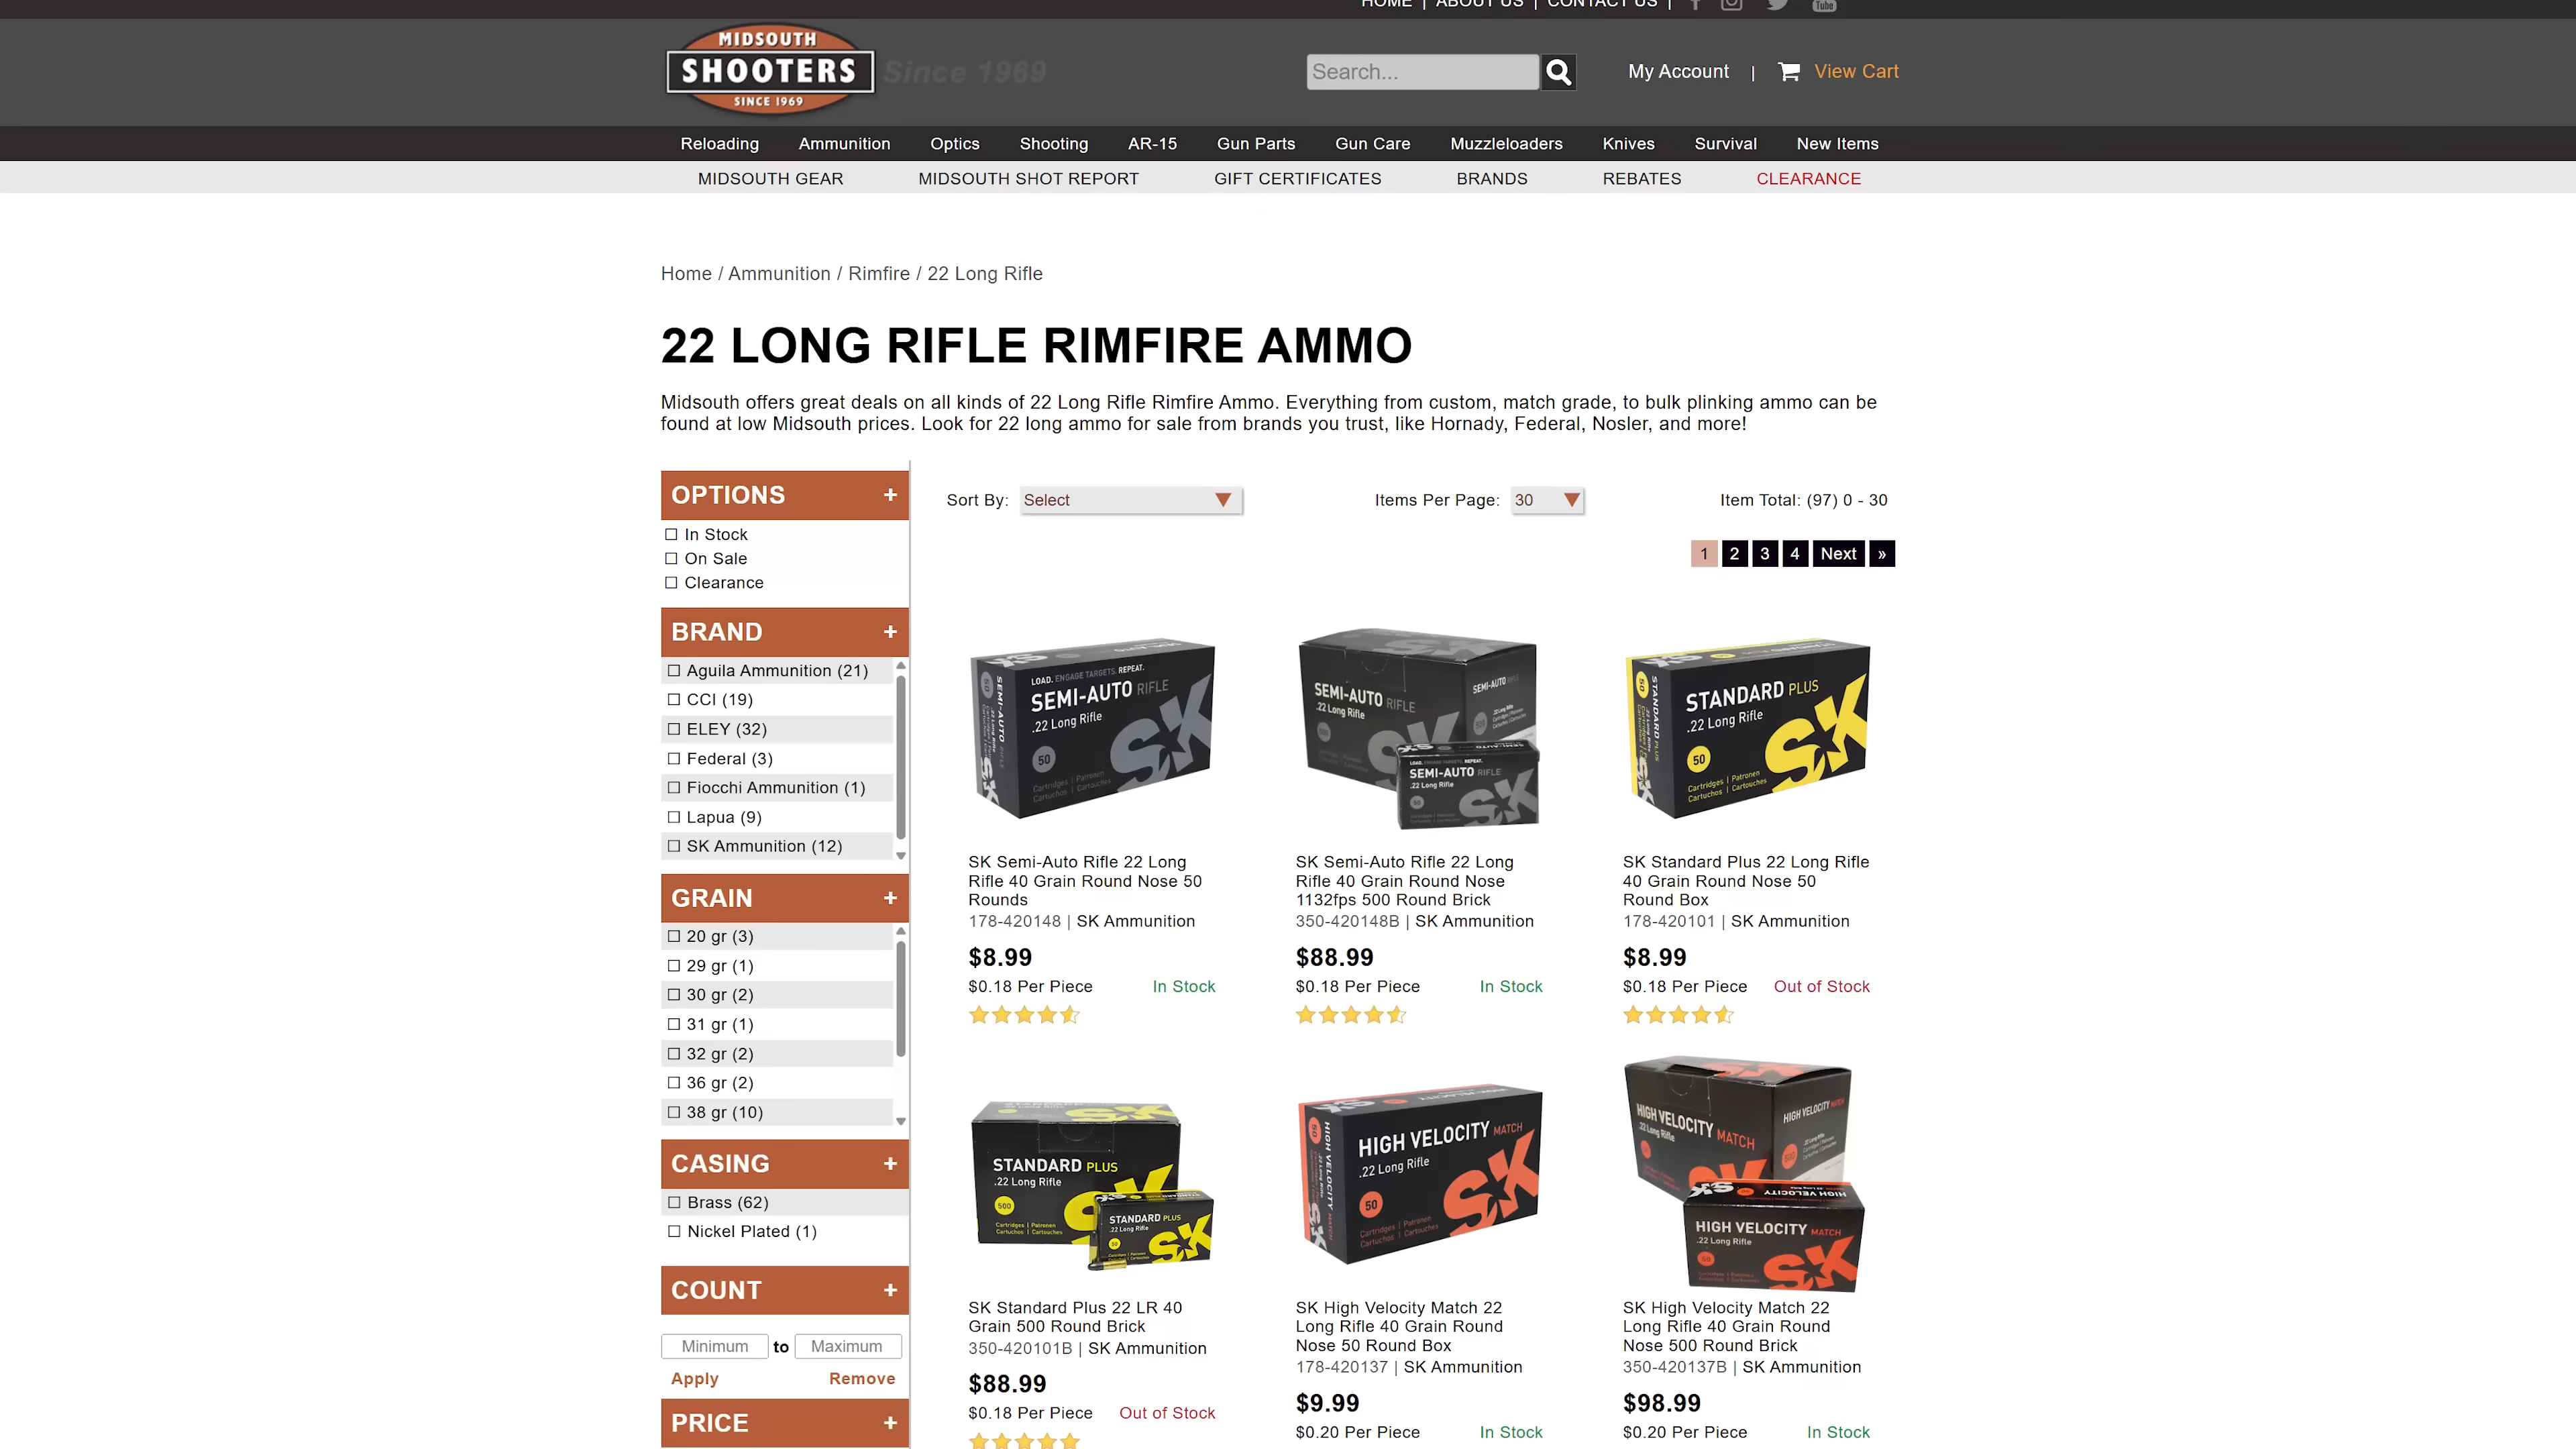 HOME | ABOUT US | CONTACT US |
MIDSOUTH
SHOOTERS
SINCE 1969
Since 1969
Search...
My Account | View Cart
Reloading Ammunition Optics Shooting AR-15 Gun Parts Gun Care Muzzleloaders Knives Survival New Items
MIDSOUTH GEAR MIDSOUTH SHOT REPORT GIFT CERTIFICATES BRANDS REBATES CLEARANCE
Home / Ammunition / Rimfire / 22 Long Rifle
22 LONG RIFLE RIMFIRE AMMO
Midsouth offers great deals on all kinds of 22 Long Rifle Rimfire Ammo. Everything from custom, match grade, to bulk plinking ammo can be
found at low Midsouth prices. Look for 22 long ammo for sale from brands you trust, like Hornady, Federal, Nosler, and more!
OPTIONS +
In Stock
On Sale
Clearance
BRAND +
Aguila Ammunition (21)
CCI (19)
ELEY (32)
Federal (3)
Fiocchi Ammunition (1)
Lapua (9)
SK Ammunition (12)
GRAIN +
20 gr (3)
29 gr (1)
30 gr (2)
31 gr (1)
32 gr (2)
36 gr (2)
38 gr (10)
CASING +
Brass (62)
Nickel Plated (1)
COUNT +
Minimum to Maximum
Apply Remove
PRICE +
Sort By: Select Items Per Page: 30 Item Total: (97) 0 - 30
1 2 3 4 Next »
LOAD. ENGAGE TARGETS. REPEAT.
SEMI-AUTO RIFLE
.22 Long Rifle
50
SK
Cartridges | Patronen
Cartuchos | Cartouches
SK Semi-Auto Rifle 22 Long
Rifle 40 Grain Round Nose 50
Rounds
178-420148 | SK Ammunition
$8.99
$0.18 Per Piece In Stock
SEMI-AUTO RIFLE
.22 Long Rifle
SK
SEMI-AUTO RIFLE
.22 Long Rifle
SK
SK Semi-Auto Rifle 22 Long
Rifle 40 Grain Round Nose
1132fps 500 Round Brick
350-420148B | SK Ammunition
$88.99
$0.18 Per Piece In Stock
STANDARD PLUS
.22 Long Rifle
50
SK
Cartridges | Patronen
Cartuchos | Cartouches
SK Standard Plus 22 Long Rifle
40 Grain Round Nose 50
Round Box
178-420101 | SK Ammunition
$8.99
$0.18 Per Piece Out of Stock
STANDARD PLUS
.22 Long Rifle
500
Cartridges | Patronen
Cartuchos | Cartouches
STANDARD PLUS
.22 Long Rifle
50
SK
SK Standard Plus 22 LR 40
Grain 500 Round Brick
350-420101B | SK Ammunition
$88.99
$0.18 Per Piece Out of Stock
HIGH VELOCITY MATCH
.22 Long Rifle
50
SK
Cartridges | Patronen
Cartuchos | Cartouches
SK High Velocity Match 22
Long Rifle 40 Grain Round
Nose 50 Round Box
178-420137 | SK Ammunition
$9.99
$0.20 Per Piece In Stock
HIGH VELOCITY MATCH
.22 Long Rifle
HIGH VELOCITY MATCH
HIGH VELOCITY MATCH
.22 Long Rifle
50
SK
SK High Velocity Match 22
Long Rifle 40 Grain Round
Nose 500 Round Brick
350-420137B | SK Ammunition
$98.99
$0.20 Per Piece In Stock